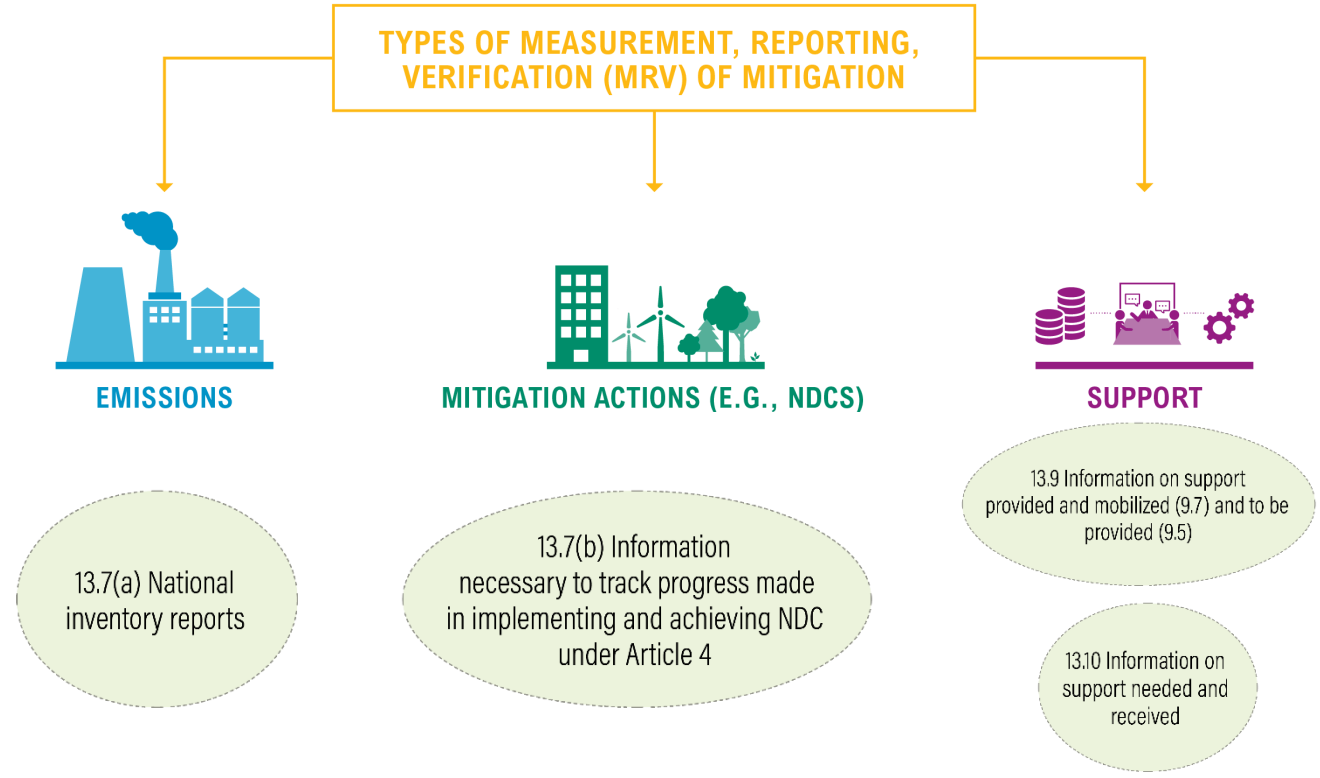 TYPES OF MEASUREMENT, REPORTING,
VERIFICATION (MRV) OF MITIGATION
EMISSIONS
MITIGATION ACTIONS (E.G., NDCS)
SUPPORT
13.7(a) National
inventory reports
13.7(b) Information
necessary to track progress made
in implementing and achieving NDC
under Article 4
13.9 Information on support
provided and mobilized (9.7) and to be
provided (9.5)
13.10 Information on
support needed and
received